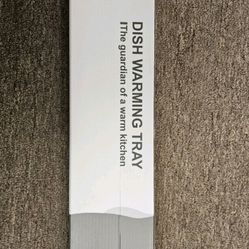 DISH WARMING TRAY
The guardian of a warm kitchen